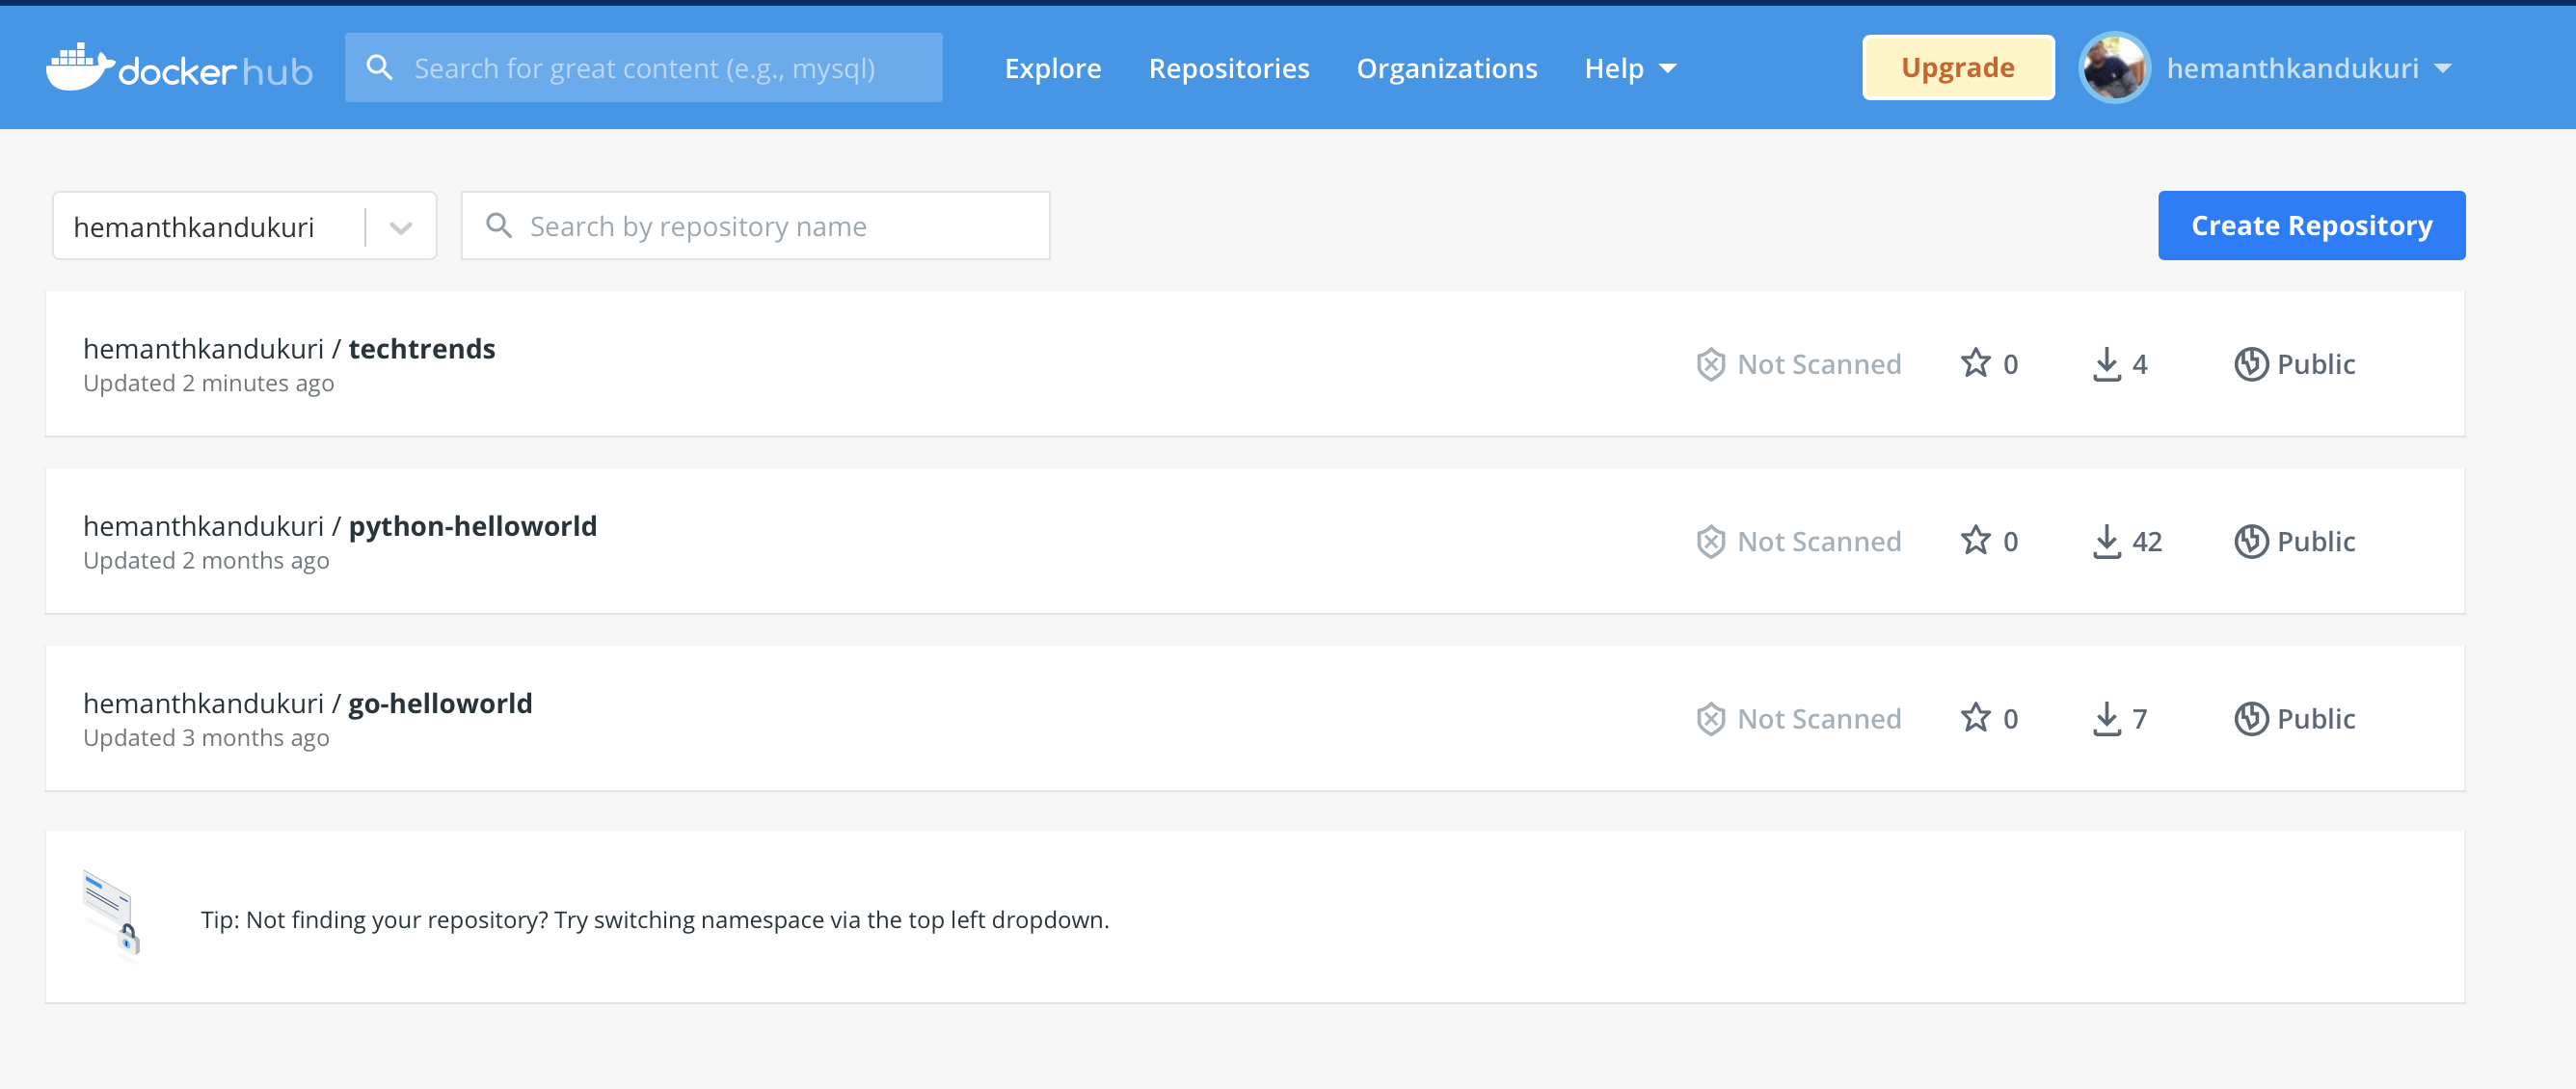 docker hub Search for great content (e.g., mysql) Explore Repositories Organizations Help Upgrade hemanthkandukuri
hemanthkandukuri Search by repository name Create Repository
hemanthkandukuri / techtrends
Updated 2 minutes ago
Not Scanned 0 4 Public
hemanthkandukuri / python-helloworld
Updated 2 months ago
Not Scanned 0 42 Public
hemanthkandukuri / go-helloworld
Updated 3 months ago
Not Scanned 0 7 Public
Tip: Not finding your repository? Try switching namespace via the top left dropdown.